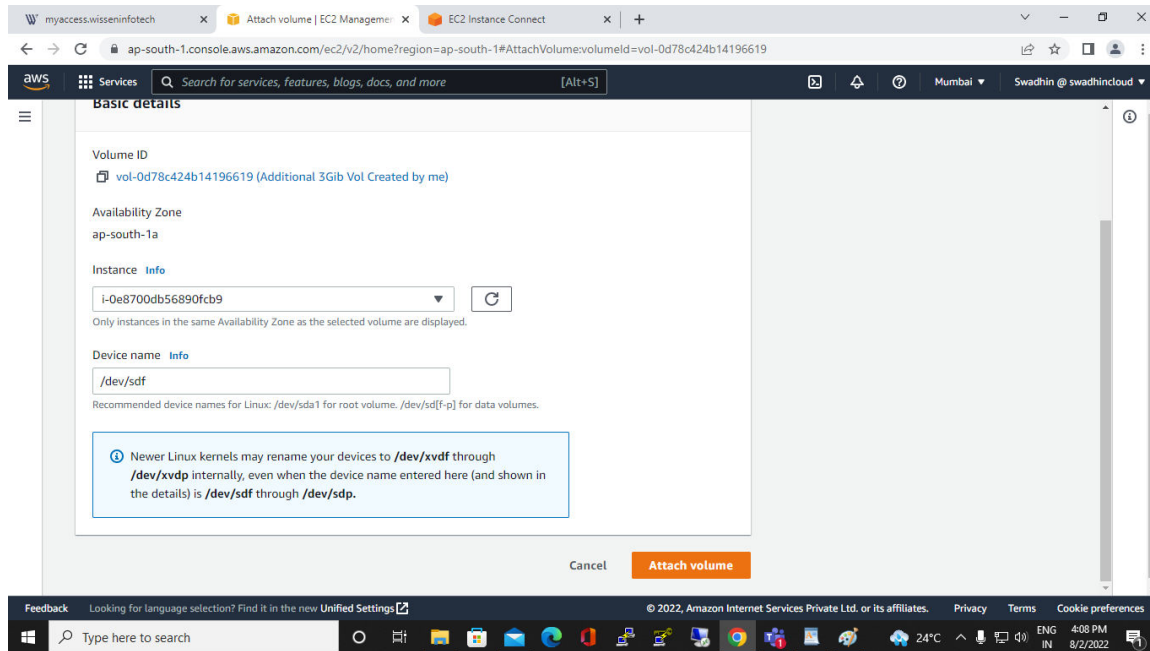 myaccess.wisseninfotech
Attach volume | EC2 Managemer
EC2 Instance Connect
ap-south-1.console.aws.amazon.com/ec2/v2/home?region=ap-south-1#AttachVolume:volumeId=vol-0d78c424b14196619
aws
Services
Search for services, features, blogs, docs, and more
[Alt+S]
Mumbai
Swadhin @ swadhincloud
Basic details
Volume ID
vol-0d78c424b14196619 (Additional 3Gib Vol Created by me)
Availability Zone
ap-south-1a
Instance Info
i-0e8700db56890fcb9
Only instances in the same Availability Zone as the selected volume are displayed.
Device name Info
/dev/sdf
Recommended device names for Linux: /dev/sda1 for root volume. /dev/sd[f-p] for data volumes.
Newer Linux kernels may rename your devices to /dev/xvdf through
/dev/xvdp internally, even when the device name entered here (and shown in
the details) is /dev/sdf through /dev/sdp.
Cancel
Attach volume
Feedback
Looking for language selection? Find it in the new Unified Settings
© 2022, Amazon Internet Services Private Ltd. or its affiliates.
Privacy
Terms
Cookie preferences
Type here to search
24°C
ENG
IN
4:08 PM
8/2/2022